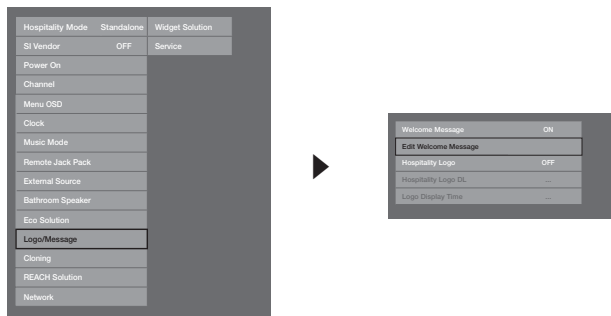 Hospitality Mode Standalone Widget Solution
SI Vendor OFF Service
Power On
Channel
Menu OSD
Clock
Music Mode
Remote Jack Pack
External Source
Bathroom Speaker
Eco Solution
Logo/Message
Cloning
REACH Solution
Network
Welcome Message ON
Edit Welcome Message
Hospitality Logo OFF
Hospitality Logo DL ...
Logo Display Time ...